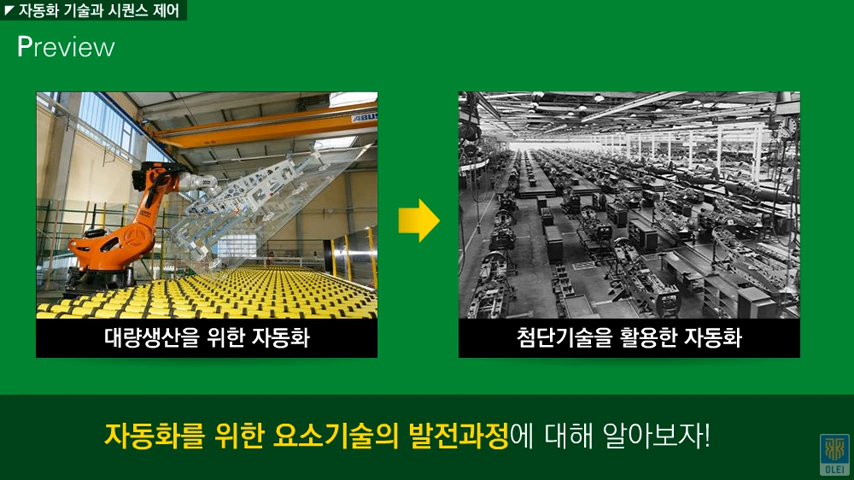 자동화 기술과 시퀀스 제어
Preview
ABUS
대량생산을 위한 자동화
첨단기술을 활용한 자동화
자동화를 위한 요소기술의 발전과정에 대해 알아보자!
OLEI